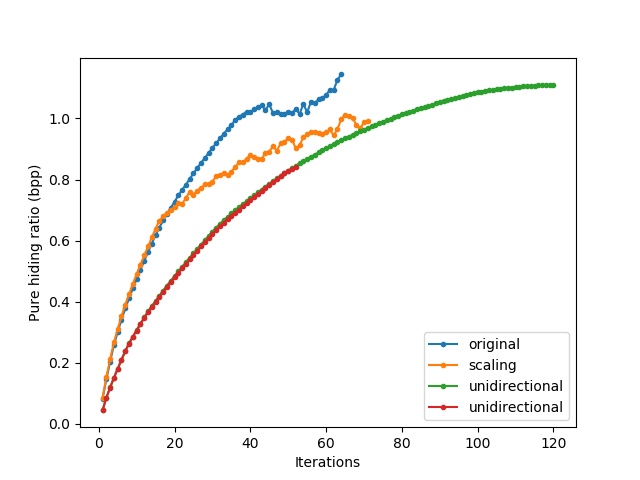 Pure hiding ratio (bpp)
1.0
0.8
0.6
0.4
0.2
0.0
0 20 40 60 80 100 120
Iterations
original
scaling
unidirectional
unidirectional